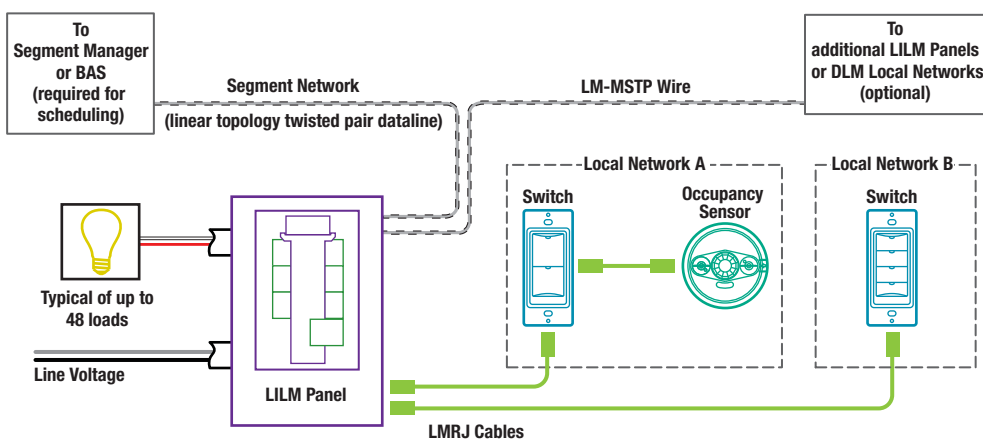 To
Segment Manager
or BAS
(required for
scheduling)
Segment Network
(linear topology twisted pair dataline)
LM-MSTP Wire
To
additional LILM Panels
or DLM Local Networks
(optional)
Local Network A
Switch
Occupancy
Sensor
Local Network B
Switch
Typical of up to
48 loads
Line Voltage
LILM Panel
LMRJ Cables